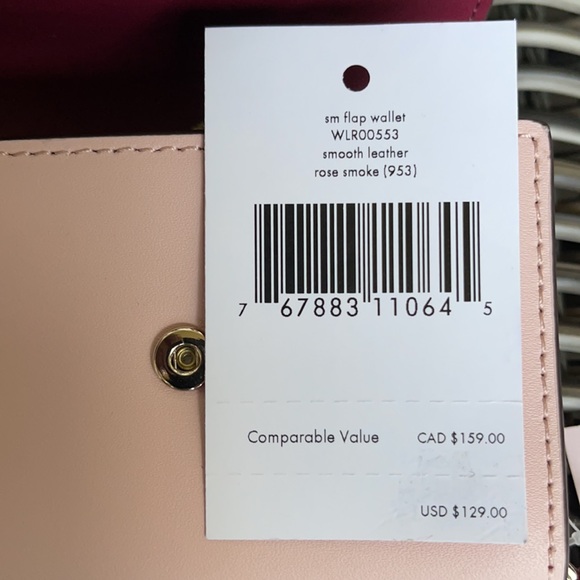 sm flap wallet
WLR00553
smooth leather
rose smoke (953)
7 67883 11064 5
Comparable Value CAD $159.00
USD $129.00